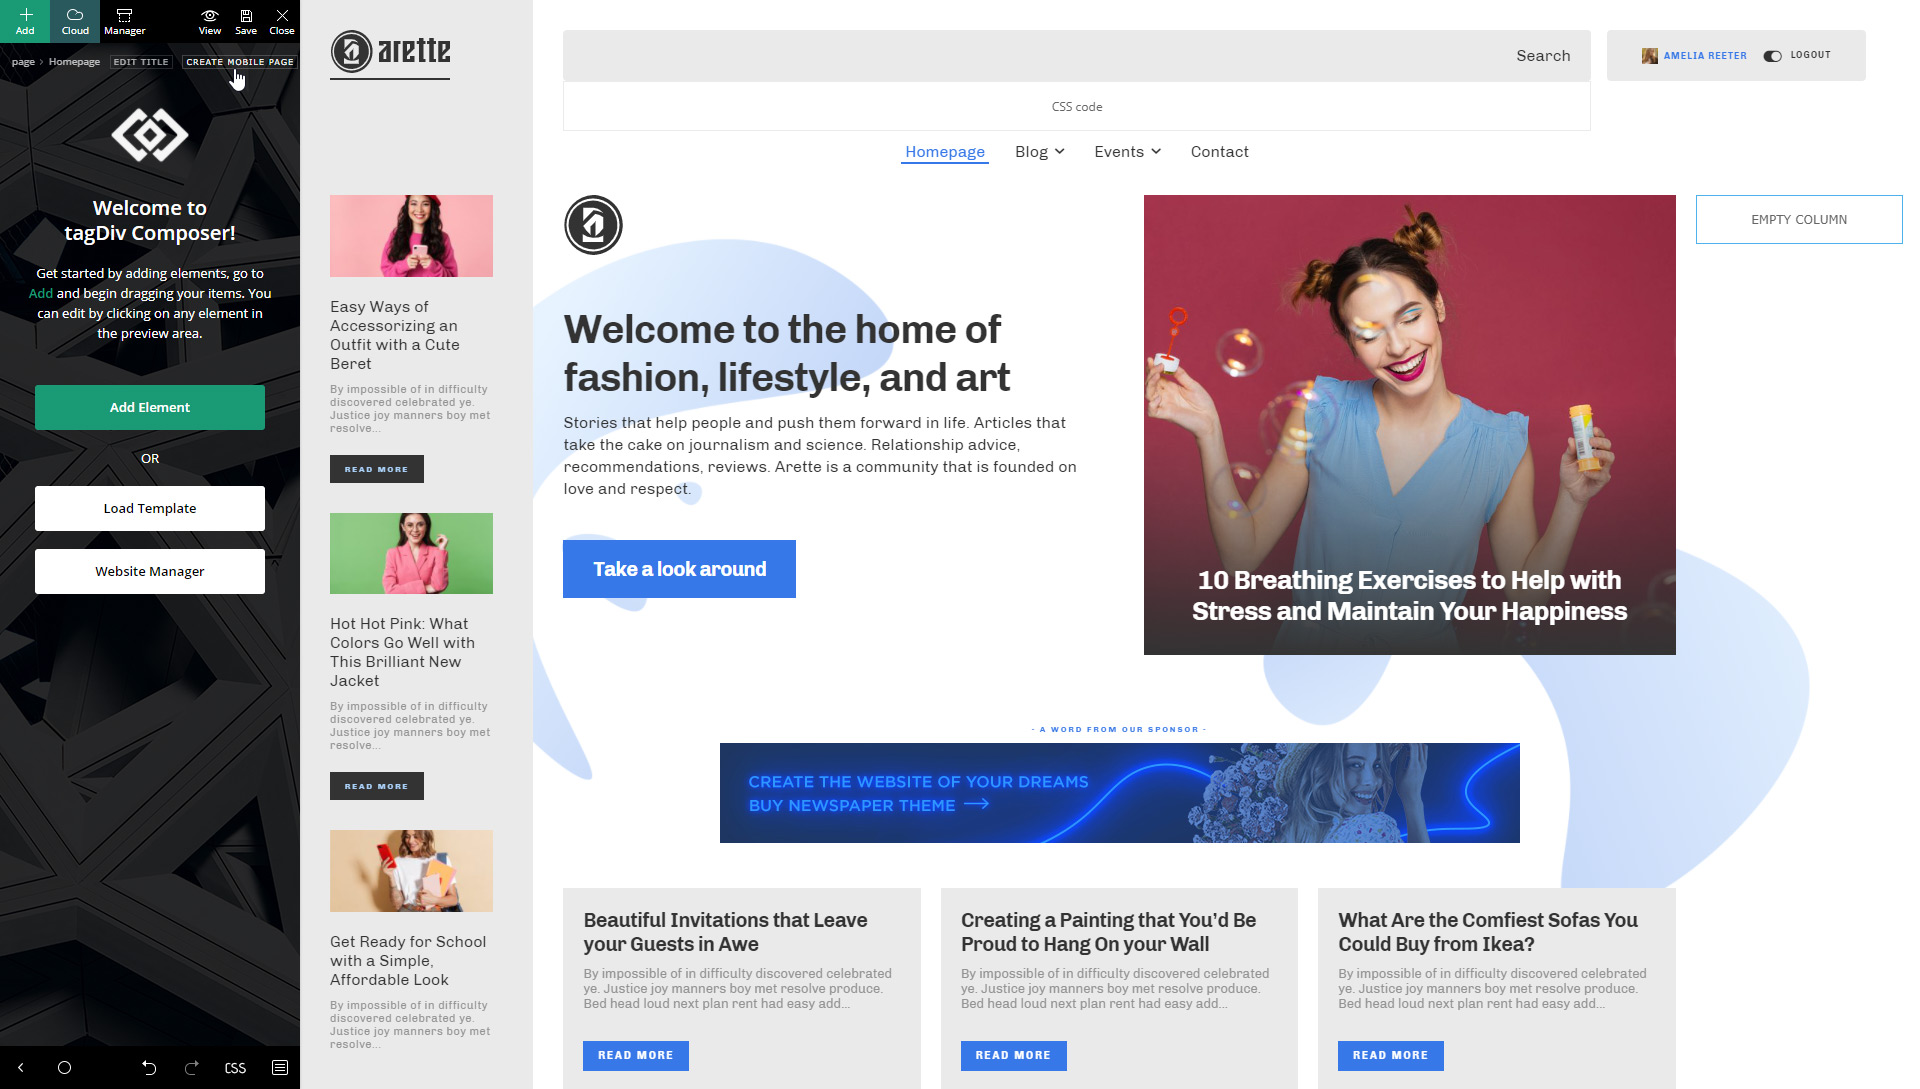 Add
Cloud
Manager
View
Save
Close
page › Homepage
EDIT TITLE
CREATE MOBILE PAGE
Welcome to
tagDiv Composer!
Get started by adding elements, go to
Add and begin dragging your items. You
can edit by clicking on any element in
the preview area.
Add Element
OR
Load Template
Website Manager
CSS
arette
Easy Ways of
Accessorizing an
Outfit with a Cute
Beret
By impossible of in difficulty
discovered celebrated ye.
Justice joy manners boy met
resolve...
READ MORE
Hot Hot Pink: What
Colors Go Well with
This Brilliant New
Jacket
By impossible of in difficulty
discovered celebrated ye.
Justice joy manners boy met
resolve...
READ MORE
Get Ready for School
with a Simple,
Affordable Look
By impossible of in difficulty
discovered celebrated ye.
Justice joy manners boy met
resolve...
Search
AMELIA REETER
LOGOUT
CSS code
Homepage
Blog
Events
Contact
Welcome to the home of
fashion, lifestyle, and art
Stories that help people and push them forward in life. Articles that
take the cake on journalism and science. Relationship advice,
recommendations, reviews. Arette is a community that is founded on
love and respect.
Take a look around
10 Breathing Exercises to Help with
Stress and Maintain Your Happiness
EMPTY COLUMN
- A WORD FROM OUR SPONSOR -
CREATE THE WEBSITE OF YOUR DREAMS
BUY NEWSPAPER THEME
Beautiful Invitations that Leave
your Guests in Awe
By impossible of in difficulty discovered celebrated
ye. Justice joy manners boy met resolve produce.
Bed head loud next plan rent had easy add...
READ MORE
Creating a Painting that You'd Be
Proud to Hang On your Wall
By impossible of in difficulty discovered celebrated
ye. Justice joy manners boy met resolve produce.
Bed head loud next plan rent had easy add...
READ MORE
What Are the Comfiest Sofas You
Could Buy from Ikea?
By impossible of in difficulty discovered celebrated
ye. Justice joy manners boy met resolve produce.
Bed head loud next plan rent had easy add...
READ MORE